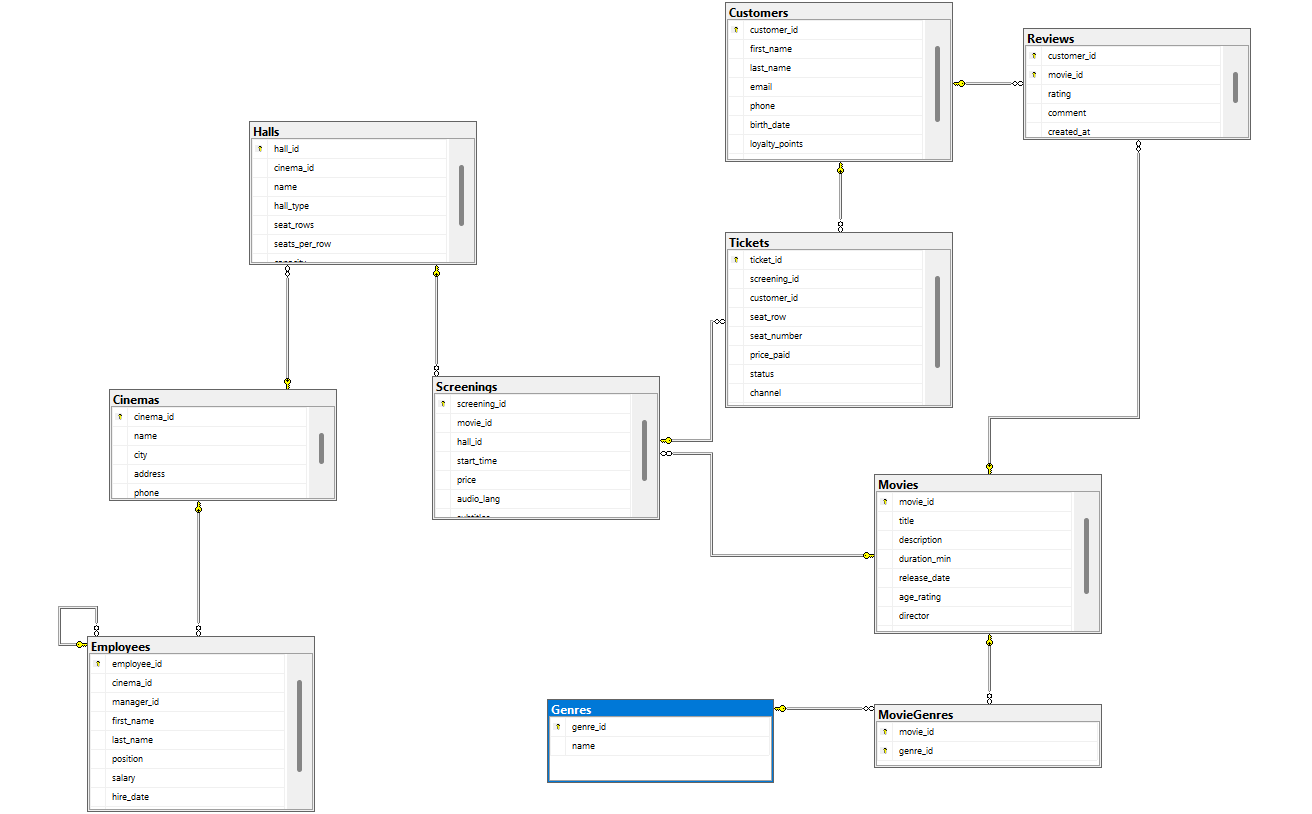 Customers
customer_id
first_name
last_name
email
phone
birth_date
loyalty_points
Reviews
customer_id
movie_id
rating
comment
created_at
Halls
hall_id
cinema_id
name
hall_type
seat_rows
seats_per_row
Tickets
ticket_id
screening_id
customer_id
seat_row
seat_number
price_paid
status
channel
Cinemas
cinema_id
name
city
address
phone
Screenings
screening_id
movie_id
hall_id
start_time
price
audio_lang
Movies
movie_id
title
description
duration_min
release_date
age_rating
director
Employees
employee_id
cinema_id
manager_id
first_name
last_name
position
salary
hire_date
Genres
genre_id
name
MovieGenres
movie_id
genre_id